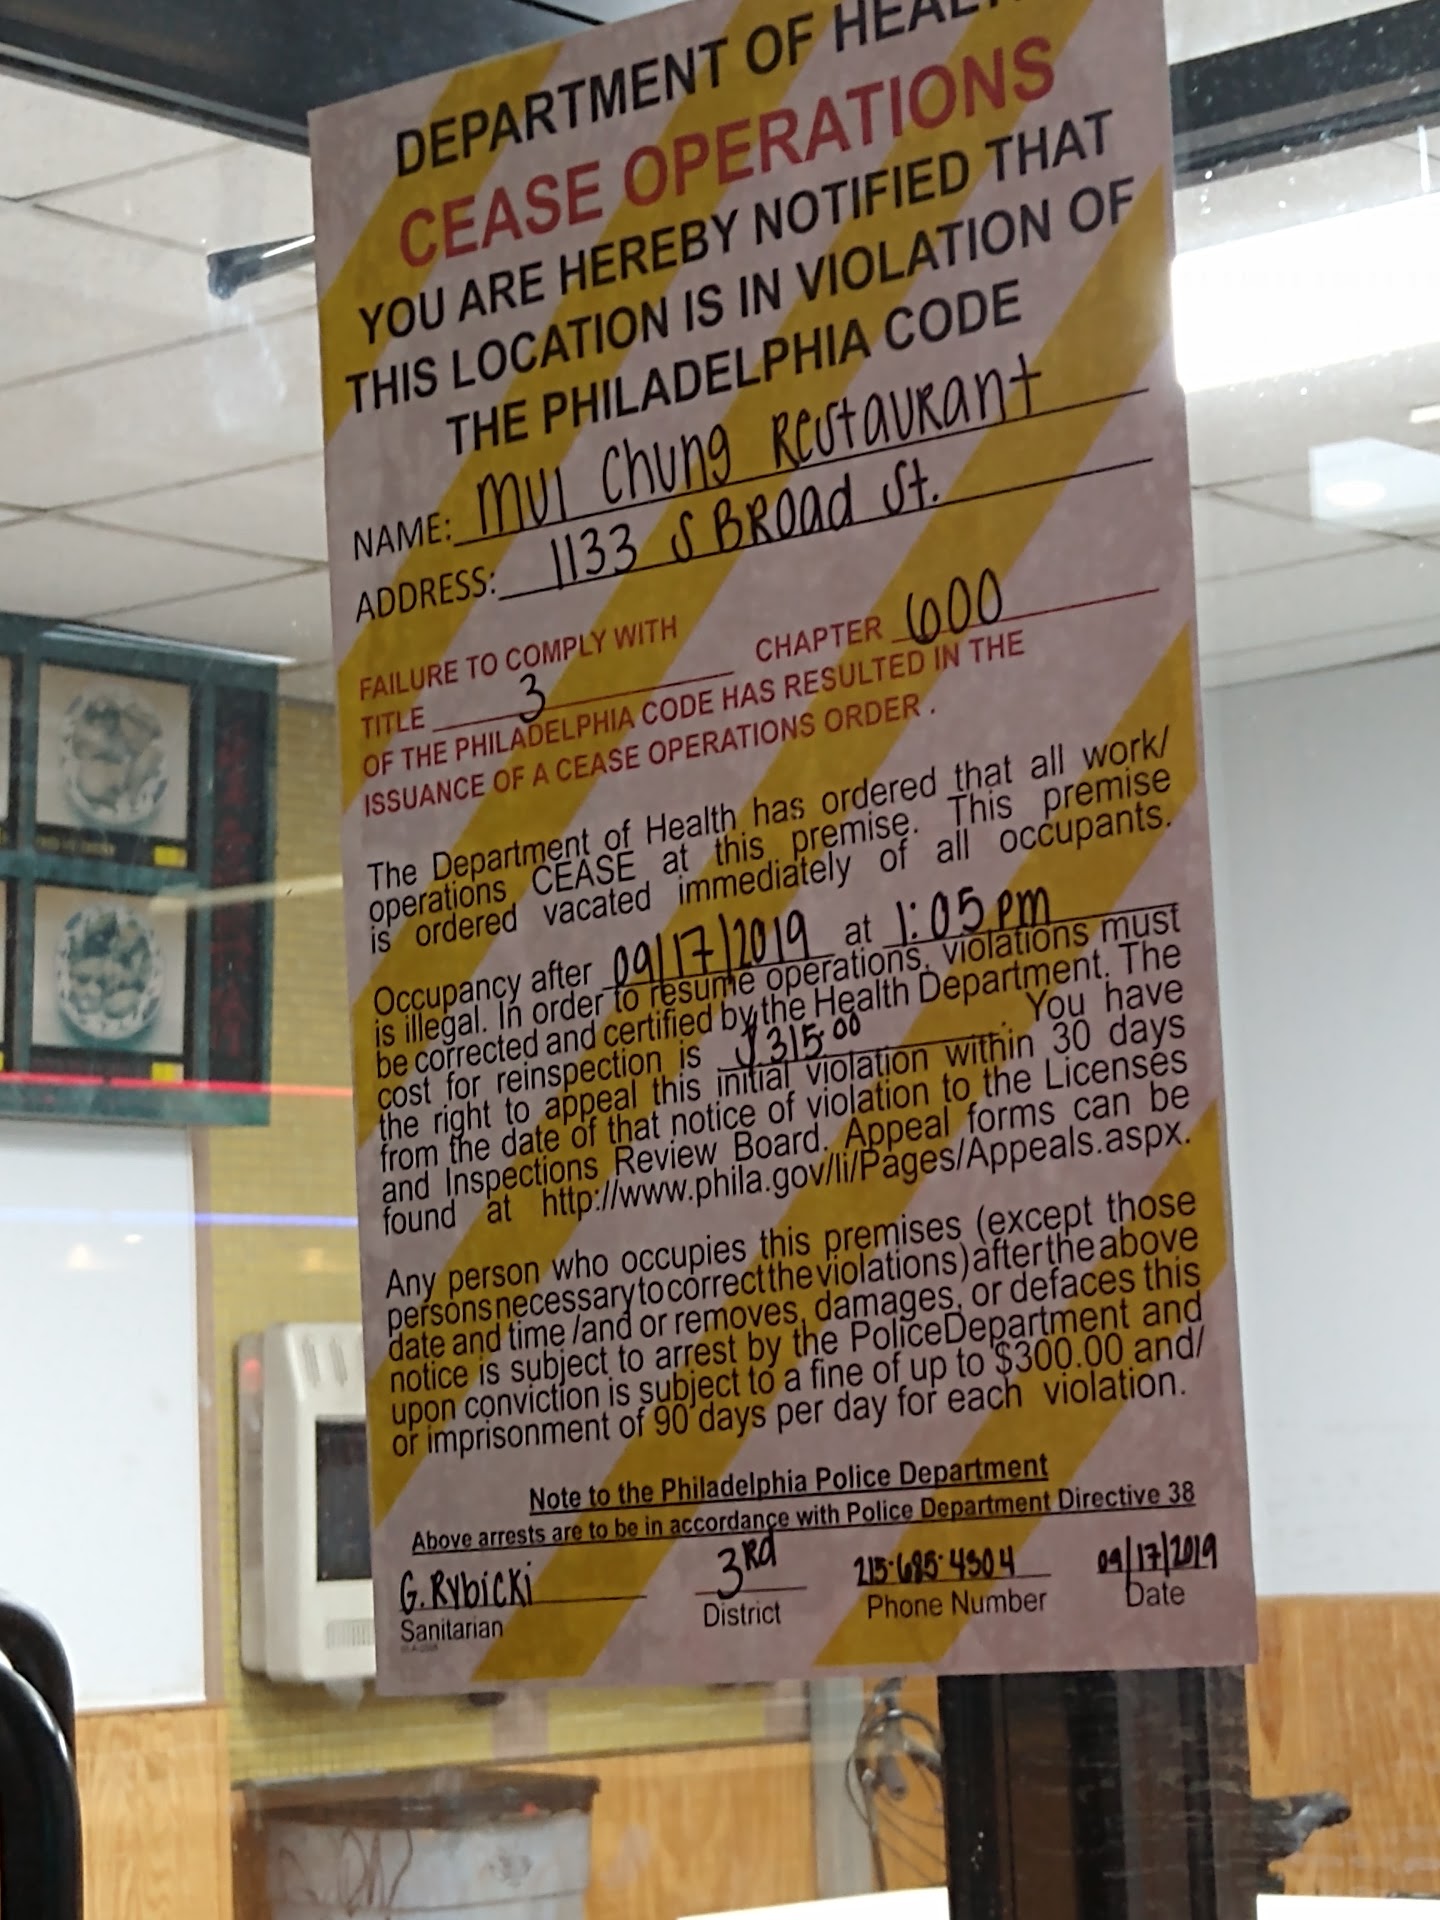 DEPARTMENT OF HEAL
CEASE OPERATIONS
YOU ARE HEREBY NOTIFIED THAT
THIS LOCATION IS IN VIOLATION OF
THE PHILADELPHIA CODE
NAME: MUI Chung Restaurant
ADDRESS: 1133 S BROad St.
FAILURE TO COMPLY WITH
TITLE 3 CHAPTER 600
OF THE PHILADELPHIA CODE HAS RESULTED IN THE
ISSUANCE OF A CEASE OPERATIONS ORDER .
The Department of Health has ordered that all work/
operations CEASE at this premise. This premise
is ordered vacated immediately of all occupants.
Occupancy after 09/17/2019 at 1:05 pm
is illegal. In order to resume operations, violations must
be corrected and certified by the Health Department. The
cost for reinspection is $315.00. You have
the right to appeal this initial violation within 30 days
from the date of that notice of violation to the Licenses
and Inspections Review Board. Appeal forms can be
found at http://www.phila.gov/li/Pages/Appeals.aspx.
Any person who occupies this premises (except those
persons necessary to correct the violations) after the above
date and time /and or removes, damages, or defaces this
notice is subject to arrest by the Police Department and
upon conviction is subject to a fine of up to $300.00 and/
or imprisonment of 90 days per day for each violation.
Note to the Philadelphia Police Department
Above arrests are to be in accordance with Police Department Directive 38
G. Rybicki 3Rd 215-685-4504 09/17/2019
Sanitarian District Phone Number Date